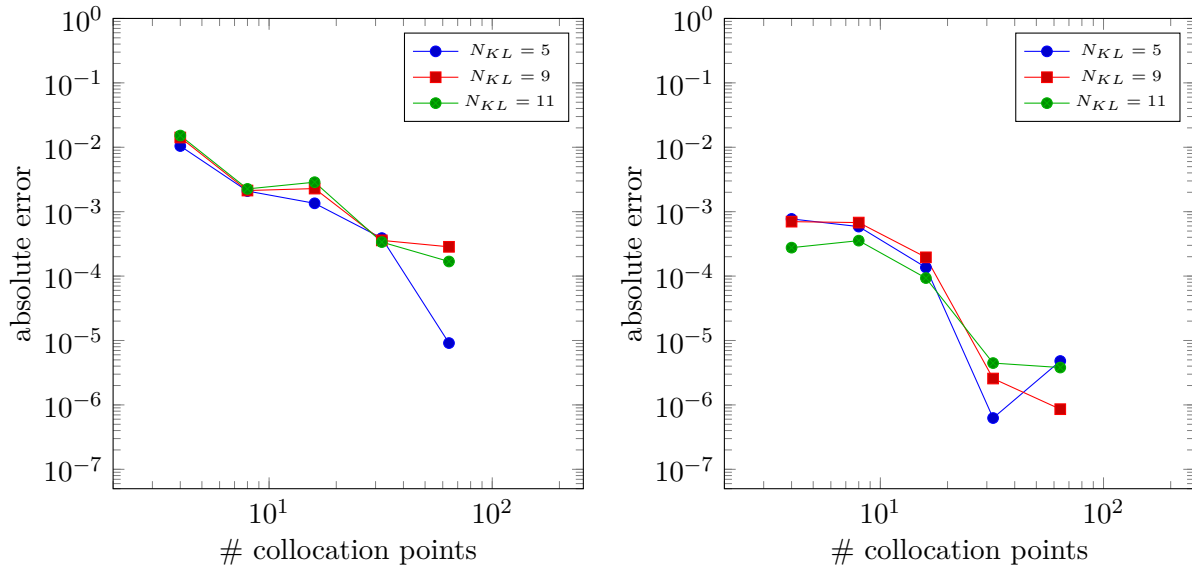 10^0
10^−1
10^−2
10^−3
10^−4
10^−5
10^−6
10^−7
absolute error
10^1
10^2
# collocation points
N_KL = 5
N_KL = 9
N_KL = 11
10^0
10^−1
10^−2
10^−3
10^−4
10^−5
10^−6
10^−7
absolute error
10^1
10^2
# collocation points
N_KL = 5
N_KL = 9
N_KL = 11